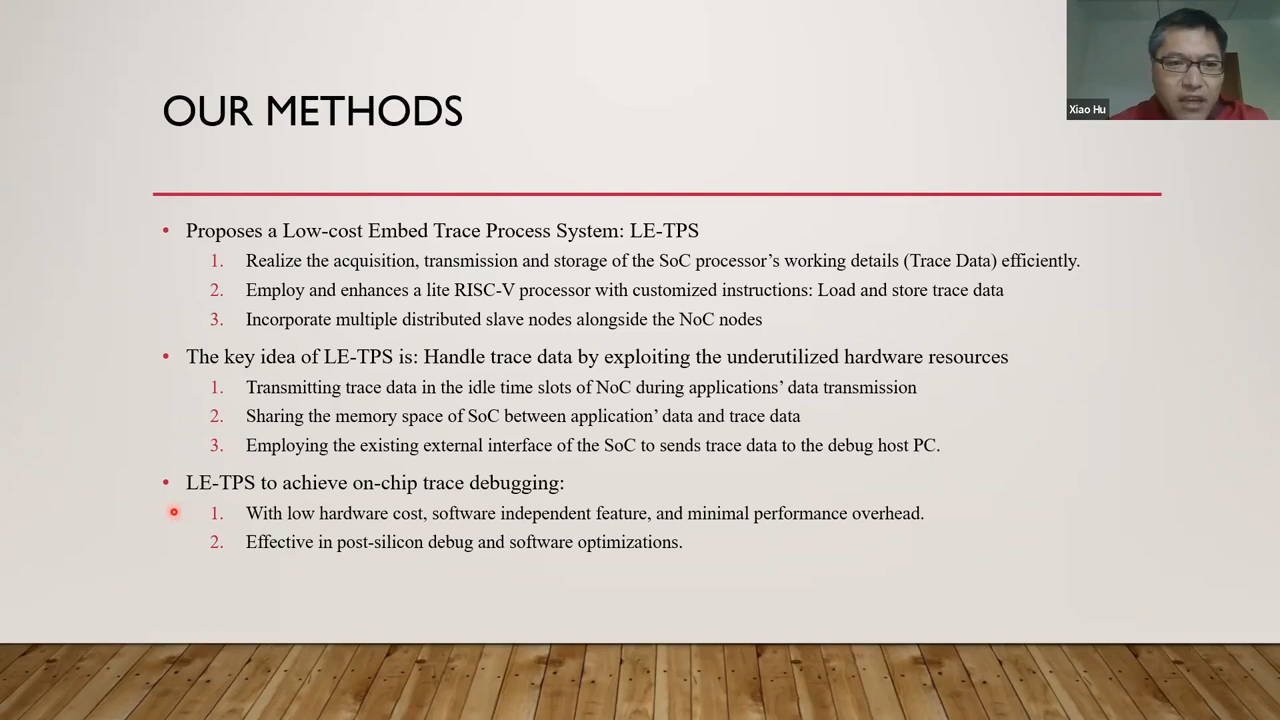 OUR METHODS
Xiao Hu
• Proposes a Low-cost Embed Trace Process System: LE-TPS
1. Realize the acquisition, transmission and storage of the SoC processor’s working details (Trace Data) efficiently.
2. Employ and enhances a lite RISC-V processor with customized instructions: Load and store trace data
3. Incorporate multiple distributed slave nodes alongside the NoC nodes
• The key idea of LE-TPS is: Handle trace data by exploiting the underutilized hardware resources
1. Transmitting trace data in the idle time slots of NoC during applications’ data transmission
2. Sharing the memory space of SoC between application’ data and trace data
3. Employing the existing external interface of the SoC to sends trace data to the debug host PC.
• LE-TPS to achieve on-chip trace debugging:
1. With low hardware cost, software independent feature, and minimal performance overhead.
2. Effective in post-silicon debug and software optimizations.